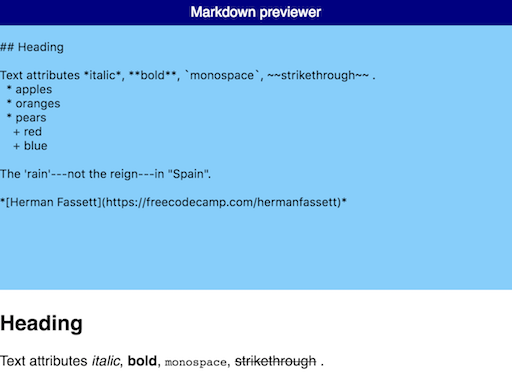 Markdown previewer
## Heading
Text attributes *italic*, **bold**, `monospace`, ~~strikethrough~~ .
* apples
* oranges
* pears
+ red
+ blue
The 'rain'---not the reign---in "Spain".
*[Herman Fassett](https://freecodecamp.com/hermanfassett)*
Heading
Text attributes italic, bold, monospace, strikethrough .